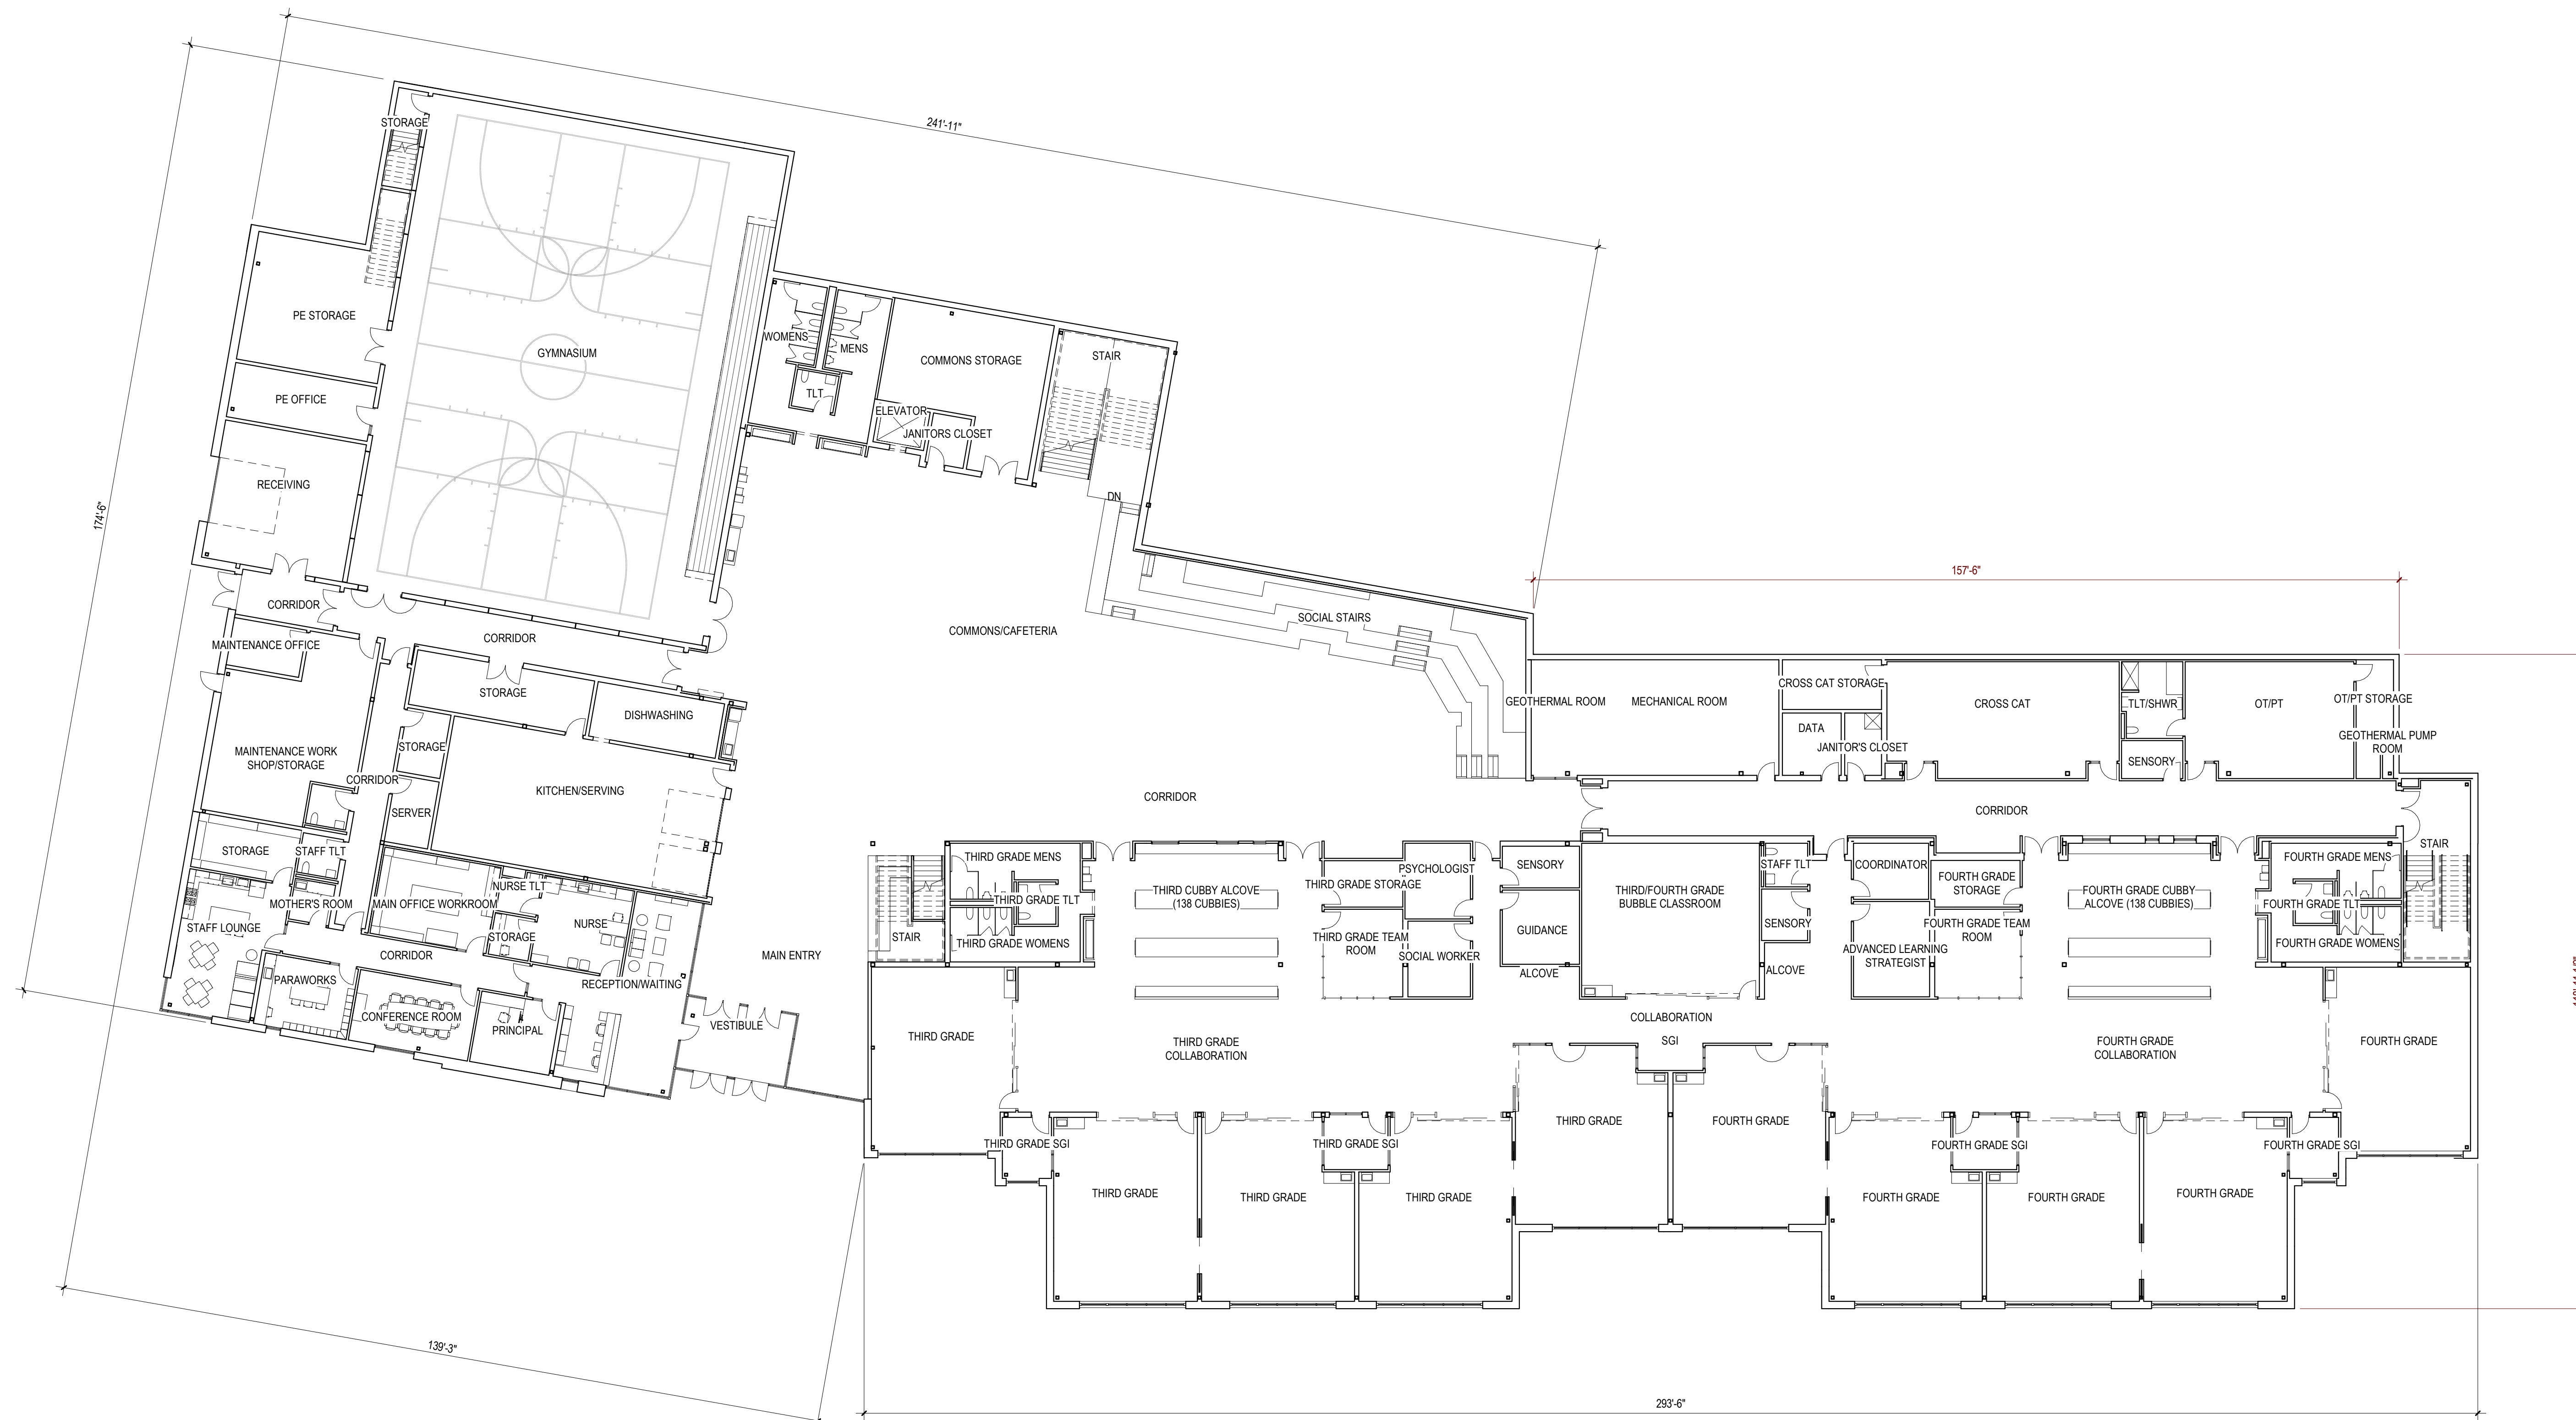 241'-11"
174'-6"
139'-3"
157'-6"
293'-6"
STORAGE
PE STORAGE
GYMNASIUM
PE OFFICE
RECEIVING
WOMENS
MENS
TLT
COMMONS STORAGE
ELEVATOR
JANITORS CLOSET
STAIR
DN
CORRIDOR
CORRIDOR
MAINTENANCE OFFICE
STORAGE
DISHWASHING
STORAGE
MAINTENANCE WORK
SHOP/STORAGE
CORRIDOR
KITCHEN/SERVING
SERVER
STORAGE
STAFF TLT
NURSE TLT
MOTHER'S ROOM
MAIN OFFICE WORKROOM
STAFF LOUNGE
STORAGE
NURSE
CORRIDOR
PARAWORKS
CONFERENCE ROOM
PRINCIPAL
RECEPTION/WAITING
MAIN ENTRY
VESTIBULE
COMMONS/CAFETERIA
SOCIAL STAIRS
CORRIDOR
GEOTHERMAL ROOM
MECHANICAL ROOM
CROSS CAT STORAGE
DATA
JANITOR'S CLOSET
CROSS CAT
TLT/SHWR
SENSORY
OT/PT
OT/PT STORAGE
GEOTHERMAL PUMP
ROOM
CORRIDOR
STAIR
STAIR
THIRD GRADE MENS
THIRD GRADE TLT
THIRD GRADE WOMENS
THIRD CUBBY ALCOVE
(138 CUBBIES)
THIRD GRADE STORAGE
PSYCHOLOGIST
THIRD GRADE TEAM
ROOM
SOCIAL WORKER
SENSORY
GUIDANCE
ALCOVE
THIRD/FOURTH GRADE
BUBBLE CLASSROOM
STAFF TLT
SENSORY
ALCOVE
COORDINATOR
ADVANCED LEARNING
STRATEGIST
FOURTH GRADE
STORAGE
FOURTH GRADE TEAM
ROOM
FOURTH GRADE CUBBY
ALCOVE (138 CUBBIES)
FOURTH GRADE MENS
FOURTH GRADE TLT
FOURTH GRADE WOMENS
THIRD GRADE
THIRD GRADE
COLLABORATION
COLLABORATION
SGI
FOURTH GRADE
COLLABORATION
FOURTH GRADE
THIRD GRADE SGI
THIRD GRADE SGI
THIRD GRADE
FOURTH GRADE
FOURTH GRADE SGI
FOURTH GRADE SGI
THIRD GRADE
THIRD GRADE
THIRD GRADE
FOURTH GRADE
FOURTH GRADE
FOURTH GRADE